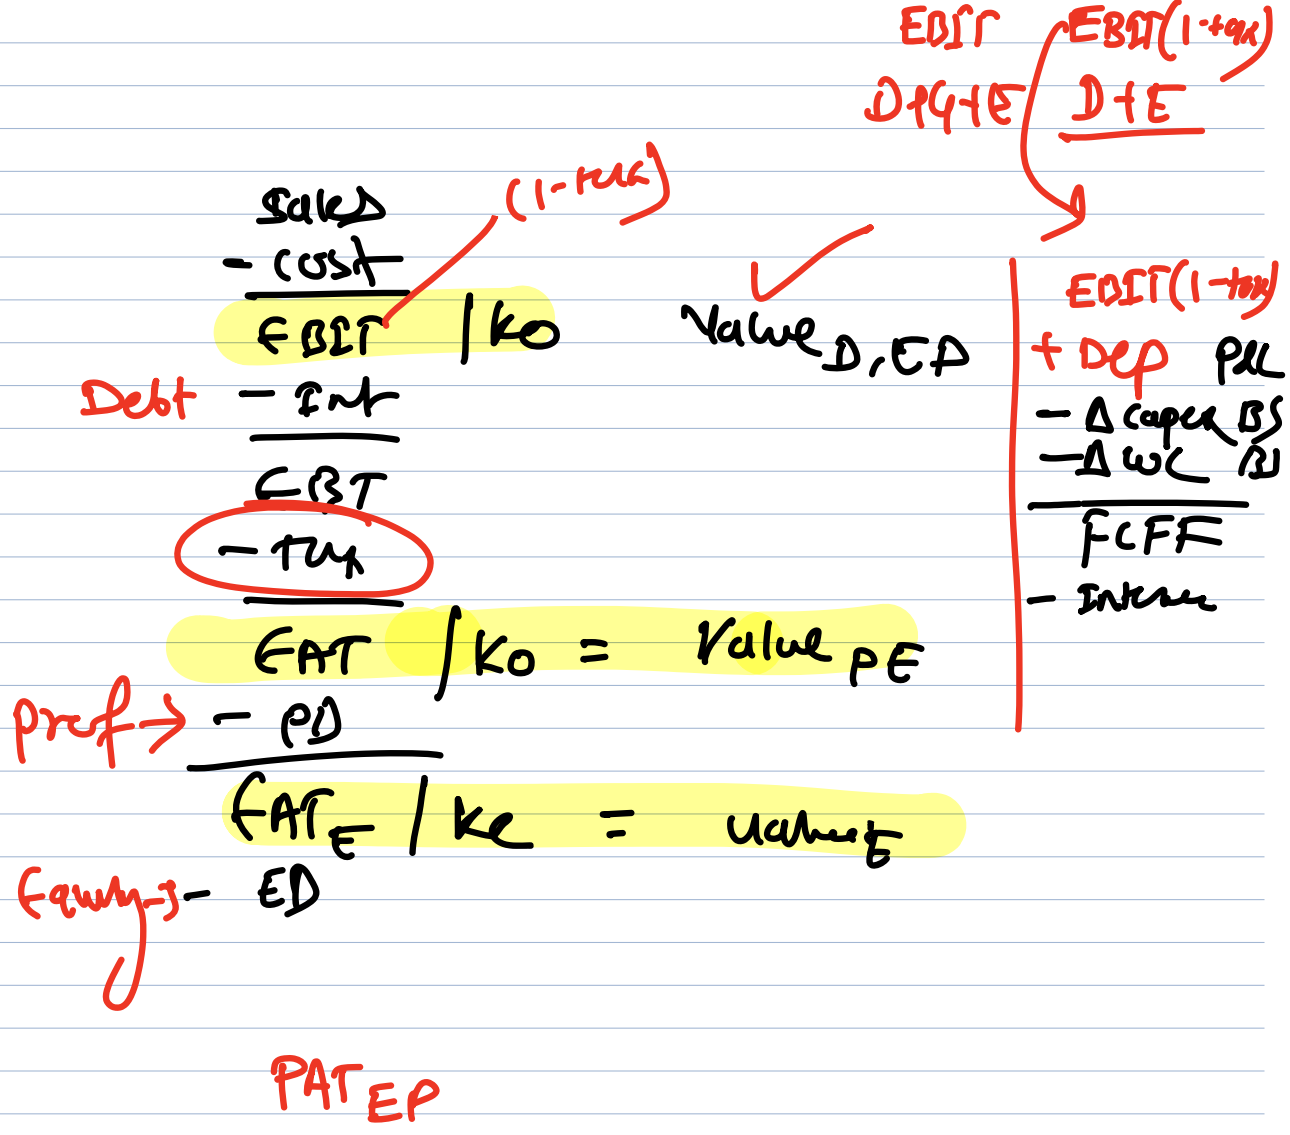 EBIT EBIT(1-tax)
D+G+E D+E
Sales (1-tax)
- cost
EBIT / Ko Value D,E,P
Debt - Int
EBT
- tax
EAT / Ko = Value PE
Pref → - PD
EAT E / Ke = Value E
Equity → - ED
PAT EP
EBIT(1-tax)
+ Dep P&L
- Δ Capex BS
- Δ WC BS
FCFF
- Interest